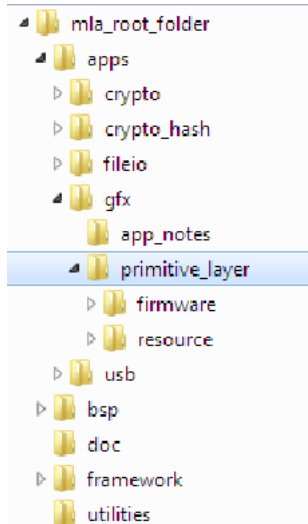 mla_root_folder
apps
crypto
crypto_hash
fileio
gfx
app_notes
primitive_layer
firmware
resource
usb
bsp
doc
framework
utilities